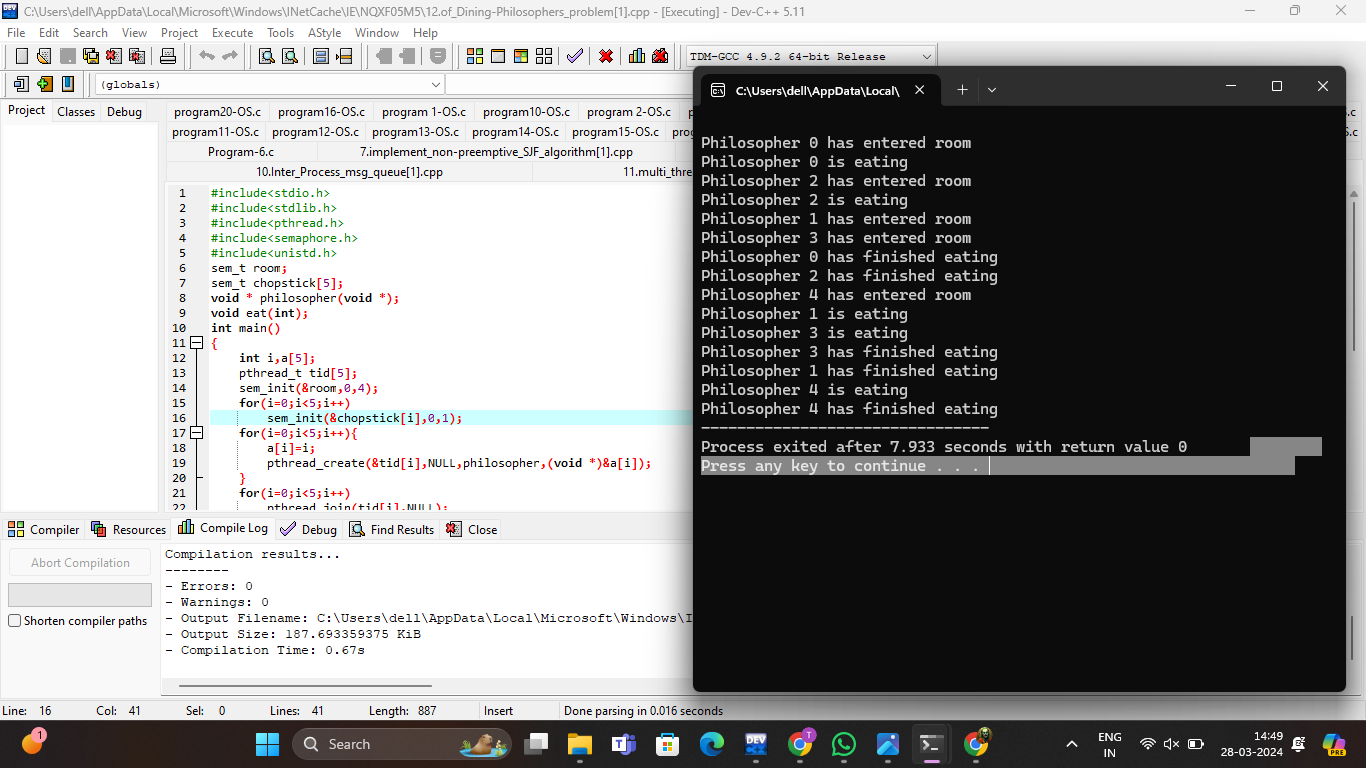 C:\Users\dell\AppData\Local\Microsoft\Windows\INetCache\IE\NQXF05M5\12.of_Dining-Philosophers_problem[1].cpp - [Executing] - Dev-C++ 5.11
File Edit Search View Project Execute Tools AStyle Window Help
TDM-GCC 4.9.2 64-bit Release
(globals)
Project Classes Debug
program20-OS.c program16-OS.c program 1-OS.c program10-OS.c program 2-OS.c
program11-OS.c program12-OS.c program13-OS.c program14-OS.c program15-OS.c
Program-6.c 7.implement_non-preemptive_SJF_algorithm[1].cpp
10.Inter_Process_msg_queue[1].cpp 11.multi_thre
1 #include<stdio.h>
2 #include<stdlib.h>
3 #include<pthread.h>
4 #include<semaphore.h>
5 #include<unistd.h>
6 sem_t room;
7 sem_t chopstick[5];
8 void * philosopher(void *);
9 void eat(int);
10 int main()
11 {
12 int i,a[5];
13 pthread_t tid[5];
14 sem_init(&room,0,4);
15 for(i=0;i<5;i++)
16 sem_init(&chopstick[i],0,1);
17 for(i=0;i<5;i++){
18 a[i]=i;
19 pthread_create(&tid[i],NULL,philosopher,(void *)&a[i]);
20 }
21 for(i=0;i<5;i++)
22 pthread_join(tid[i],NULL);
C:\Users\dell\AppData\Local\
Philosopher 0 has entered room
Philosopher 0 is eating
Philosopher 2 has entered room
Philosopher 2 is eating
Philosopher 1 has entered room
Philosopher 3 has entered room
Philosopher 0 has finished eating
Philosopher 2 has finished eating
Philosopher 4 has entered room
Philosopher 1 is eating
Philosopher 3 is eating
Philosopher 3 has finished eating
Philosopher 1 has finished eating
Philosopher 4 is eating
Philosopher 4 has finished eating
--------------------------------
Process exited after 7.933 seconds with return value 0
Press any key to continue . . .
Compiler Resources Compile Log Debug Find Results Close
Abort Compilation
Shorten compiler paths
Compilation results...
--------
- Errors: 0
- Warnings: 0
- Output Filename: C:\Users\dell\AppData\Local\Microsoft\Windows\I
- Output Size: 187.693359375 KiB
- Compilation Time: 0.67s
Line: 16 Col: 41 Sel: 0 Lines: 41 Length: 887 Insert Done parsing in 0.016 seconds
1
Search
DEV
T
ENG
IN
14:49
28-03-2024
PRE